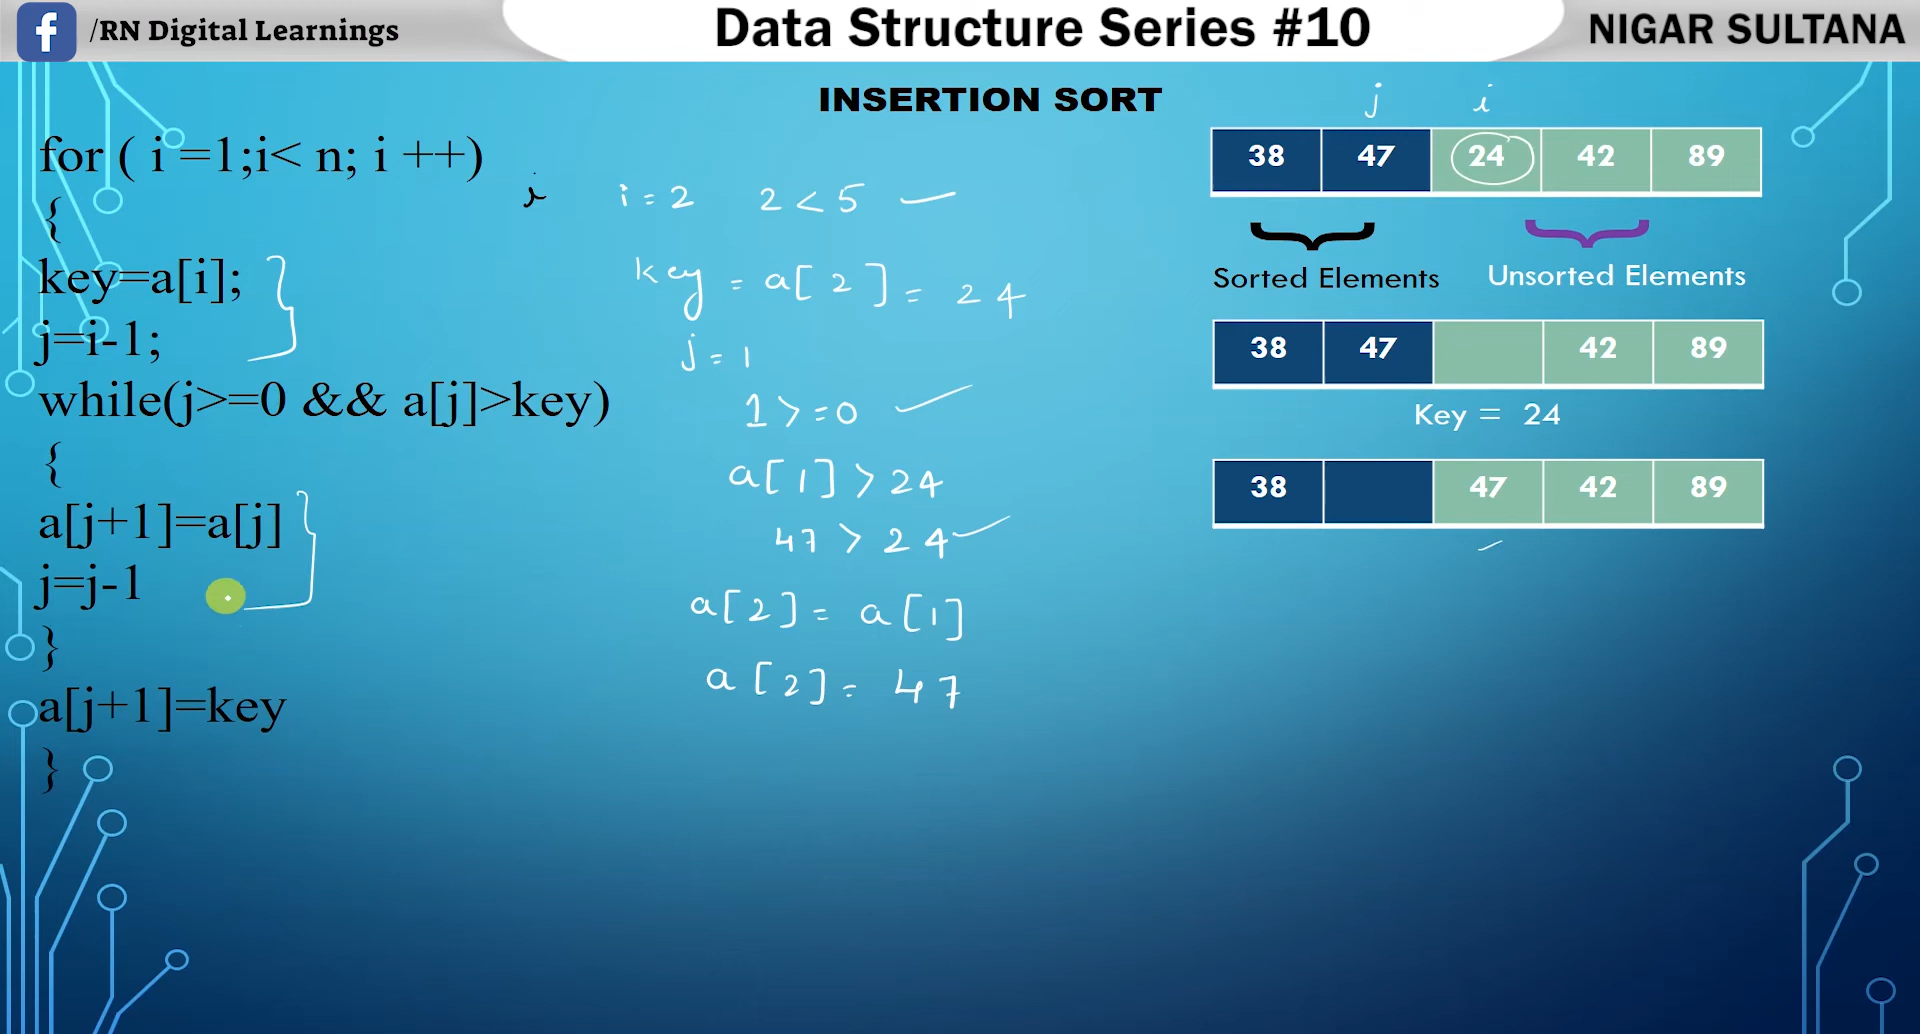 /RN Digital Learnings
Data Structure Series #10
NIGAR SULTANA
INSERTION SORT
for ( i =1;i< n; i ++)
{
key=a[i];
j=i-1;
while(j>=0 && a[j]>key)
{
a[j+1]=a[j]
j=j-1
}
a[j+1]=key
}
i
i = 2 2 < 5
key = a[2] = 24
j = 1
1 >= 0
a[1] > 24
47 > 24
a[2] = a[1]
a[2] = 47
j i
38 47 24 42 89
Sorted Elements Unsorted Elements
38 47 42 89
Key = 24
38 47 42 89